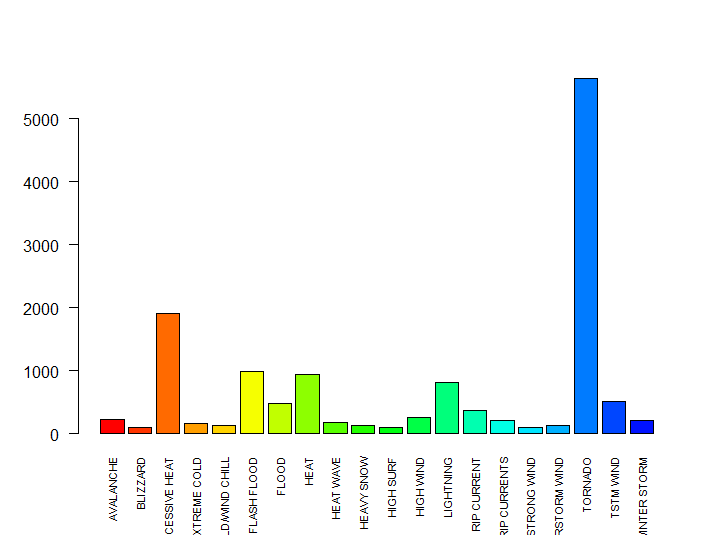 5000
4000
3000
2000
1000
0
AVALANCHE
BLIZZARD
CESSIVE HEAT
XTREME COLD
LD/WIND CHILL
FLASH FLOOD
FLOOD
HEAT
HEAT WAVE
HEAVY SNOW
HIGH SURF
HIGH WIND
LIGHTNING
RIP CURRENT
RIP CURRENTS
STRONG WIND
RSTORM WIND
TORNADO
TSTM WIND
WINTER STORM